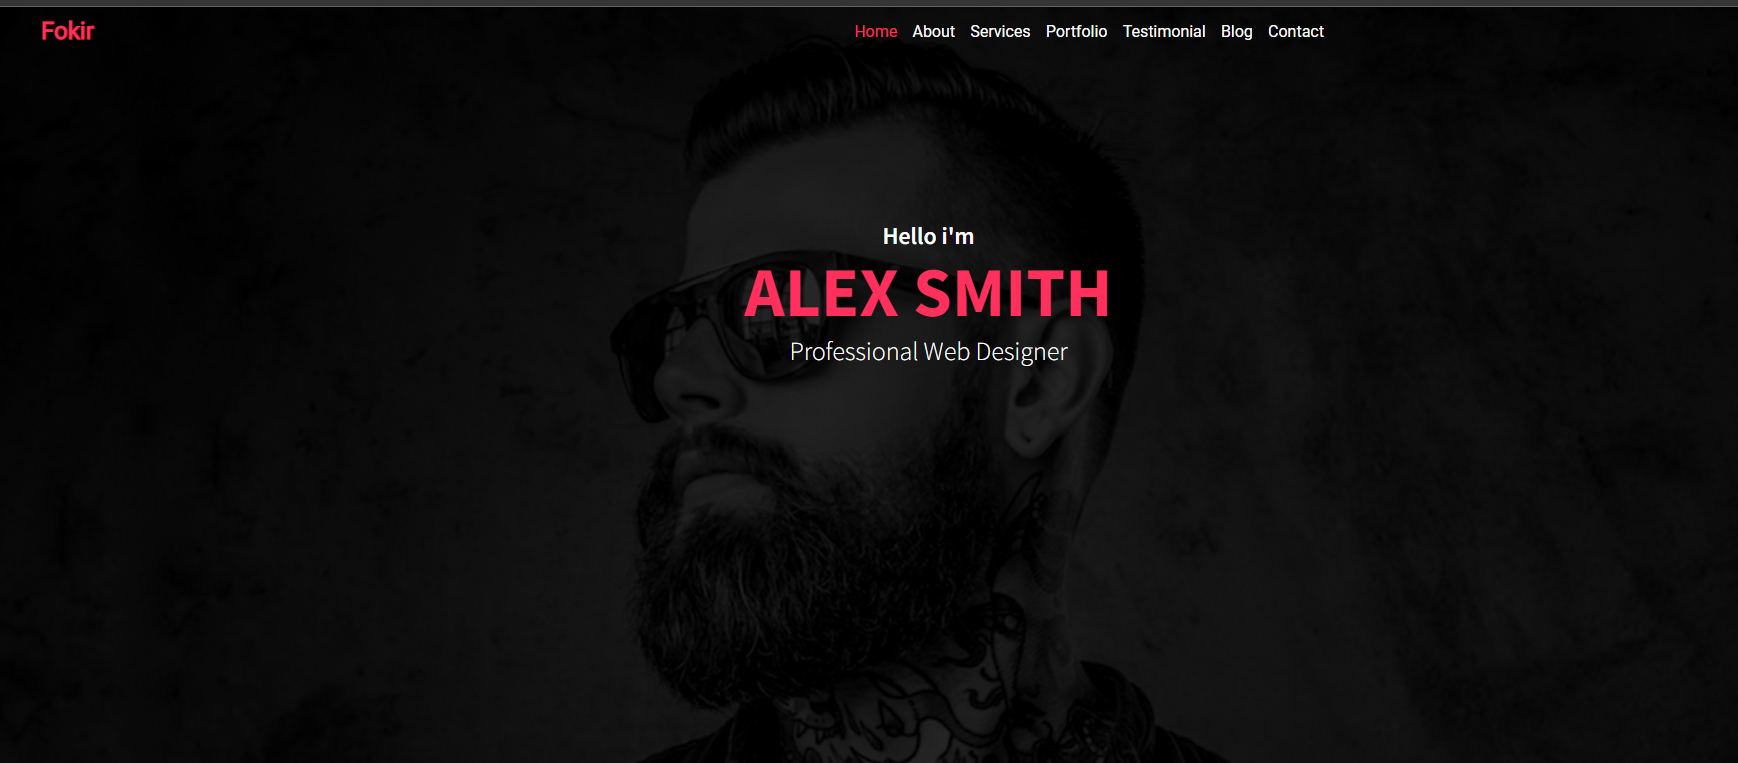 Fokir
Home About Services Portfolio Testimonial Blog Contact
Hello i'm
ALEX SMITH
Professional Web Designer